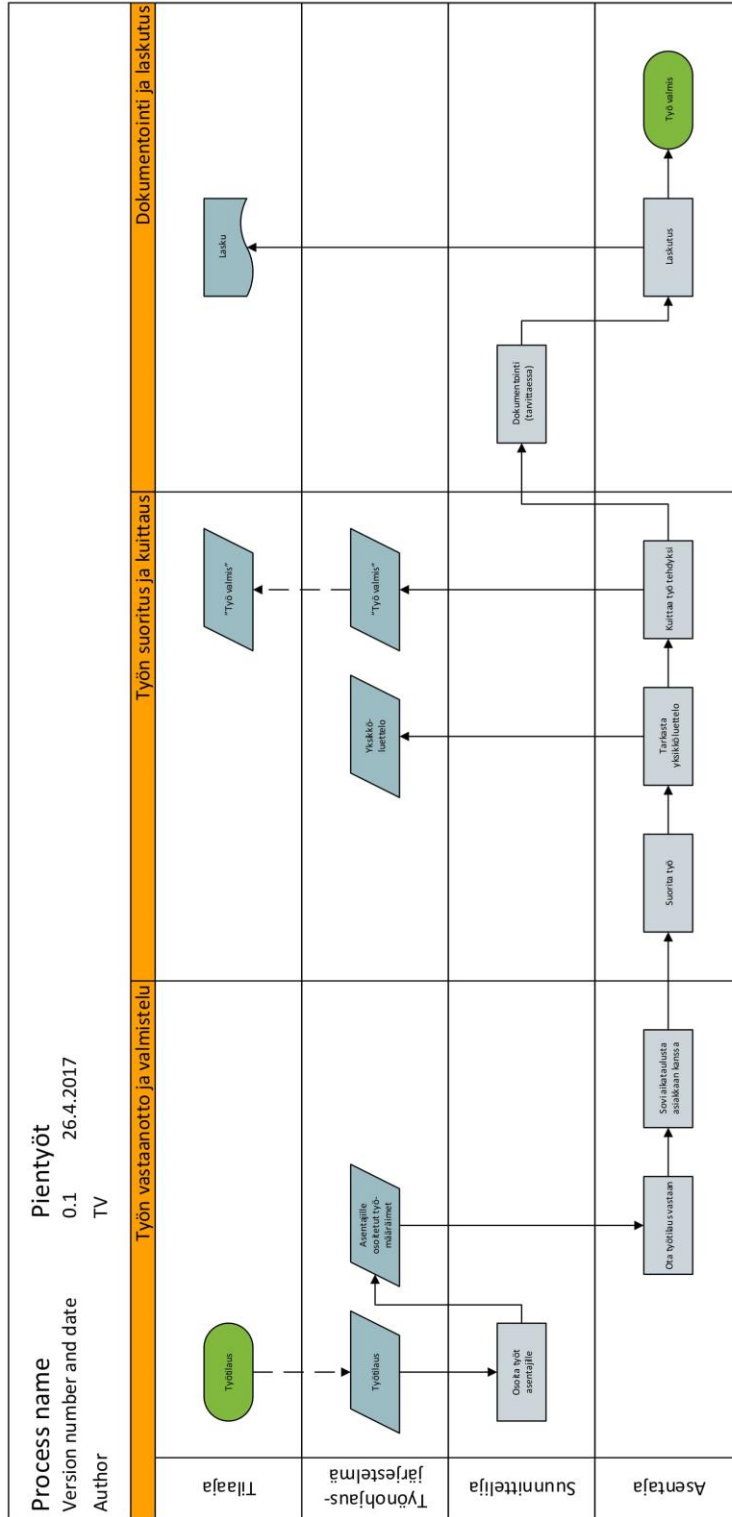 Process name Pientyöt
Version number and date 0.1 26.4.2017
Author TV
Työn vastaanotto ja valmistelu
Työn suoritus ja kuittaus
Dokumentointi ja laskutus
Tilaaja
Työtilaus
"Työ valmis"
Lasku
Työnohjaus-
järjestelmä
Työtilaus
Asentajille
osoitetut työ-
määräimet
Yksikkö-
luettelo
"Työ valmis"
Suunnittelija
Osoita työt
asentajille
Dokumentointi
(tarvittaessa)
Asentaja
Ota työtilaus vastaan
Sovi aikataulusta
asiakkaan kanssa
Suorita työ
Tarkasta
yksikköluettelo
Kuittaa työ tehdyksi
Laskutus
Työ valmis